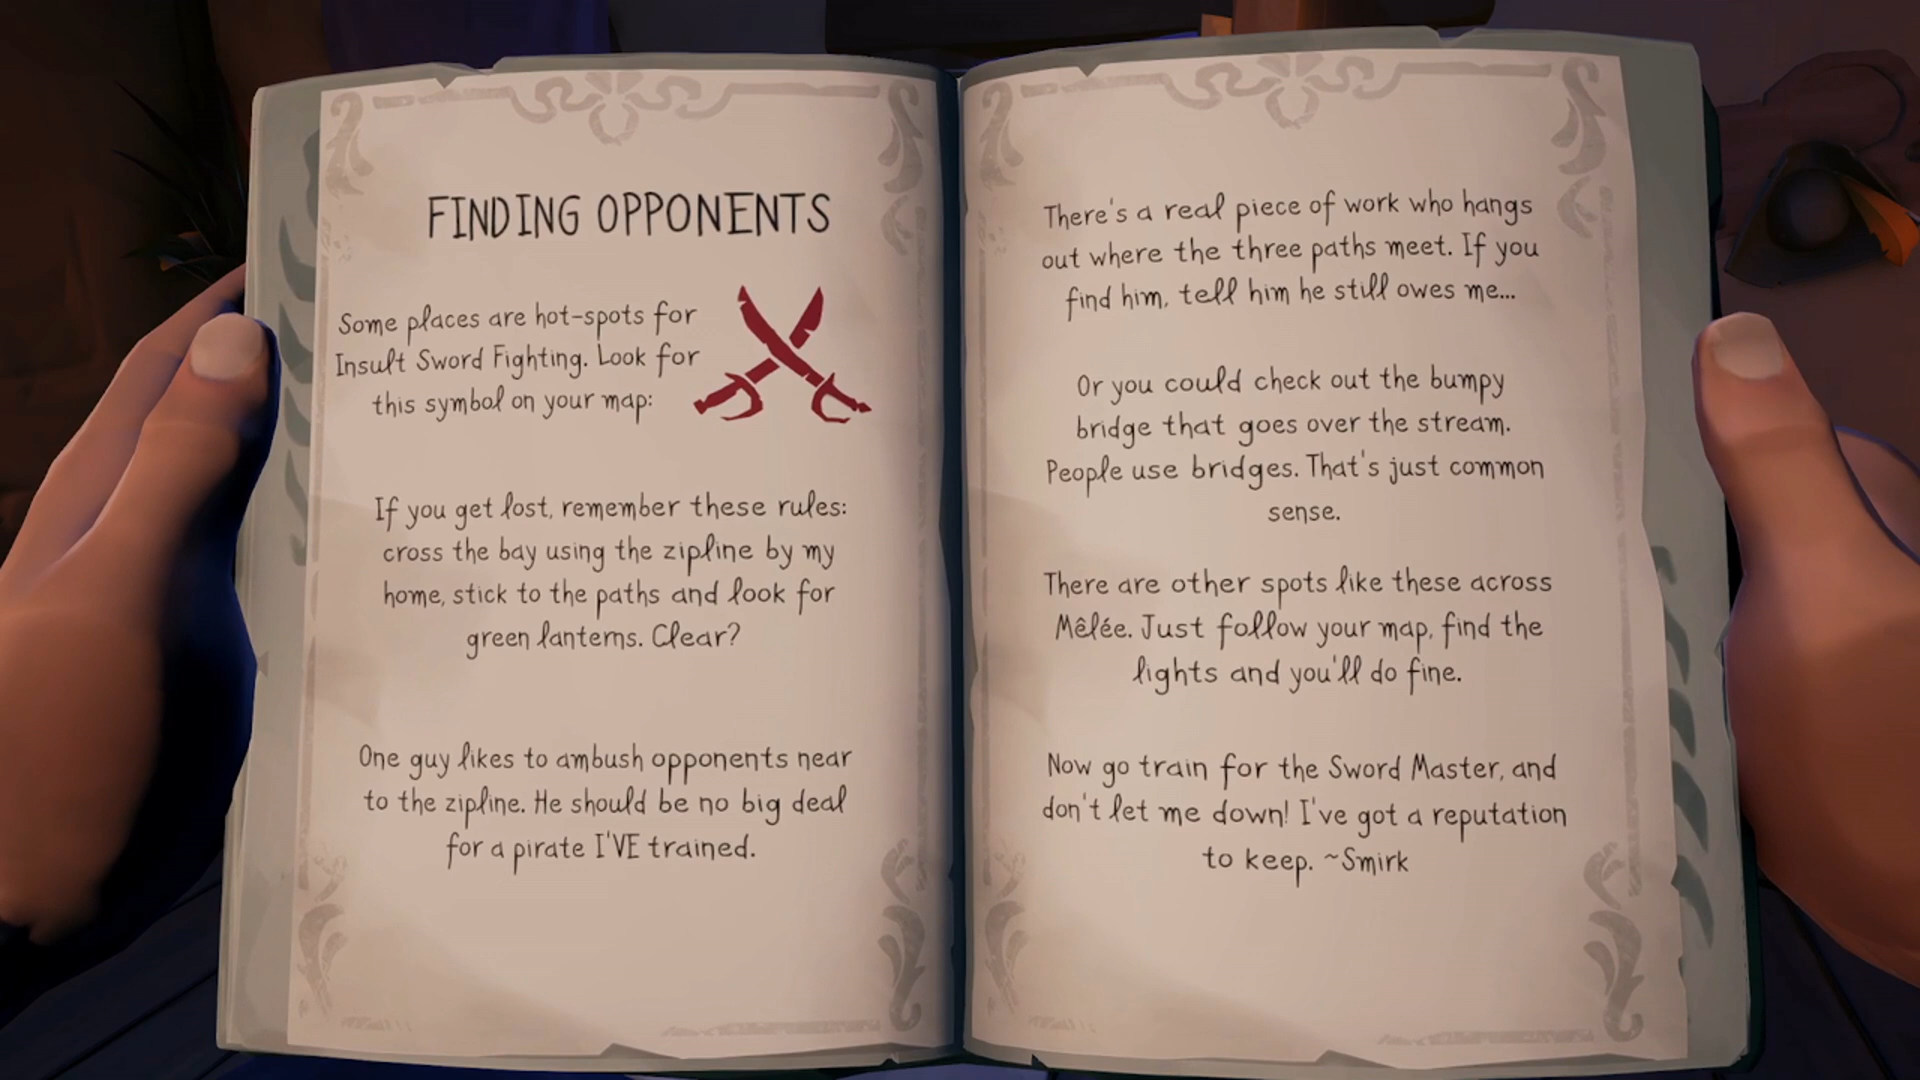 FINDING OPPONENTS
Some places are hot-spots for
Insult Sword Fighting. Look for
this symbol on your map:
If you get lost, remember these rules:
cross the bay using the zipline by my
home, stick to the paths and look for
green lanterns. Clear?
One guy likes to ambush opponents near
to the zipline. He should be no big deal
for a pirate I'VE trained.
There's a real piece of work who hangs
out where the three paths meet. If you
find him, tell him he still owes me...
Or you could check out the bumpy
bridge that goes over the stream.
People use bridges. That's just common
sense.
There are other spots like these across
Mêlée. Just follow your map, find the
lights and you'll do fine.
Now go train for the Sword Master, and
don't let me down! I've got a reputation
to keep. ~Smirk